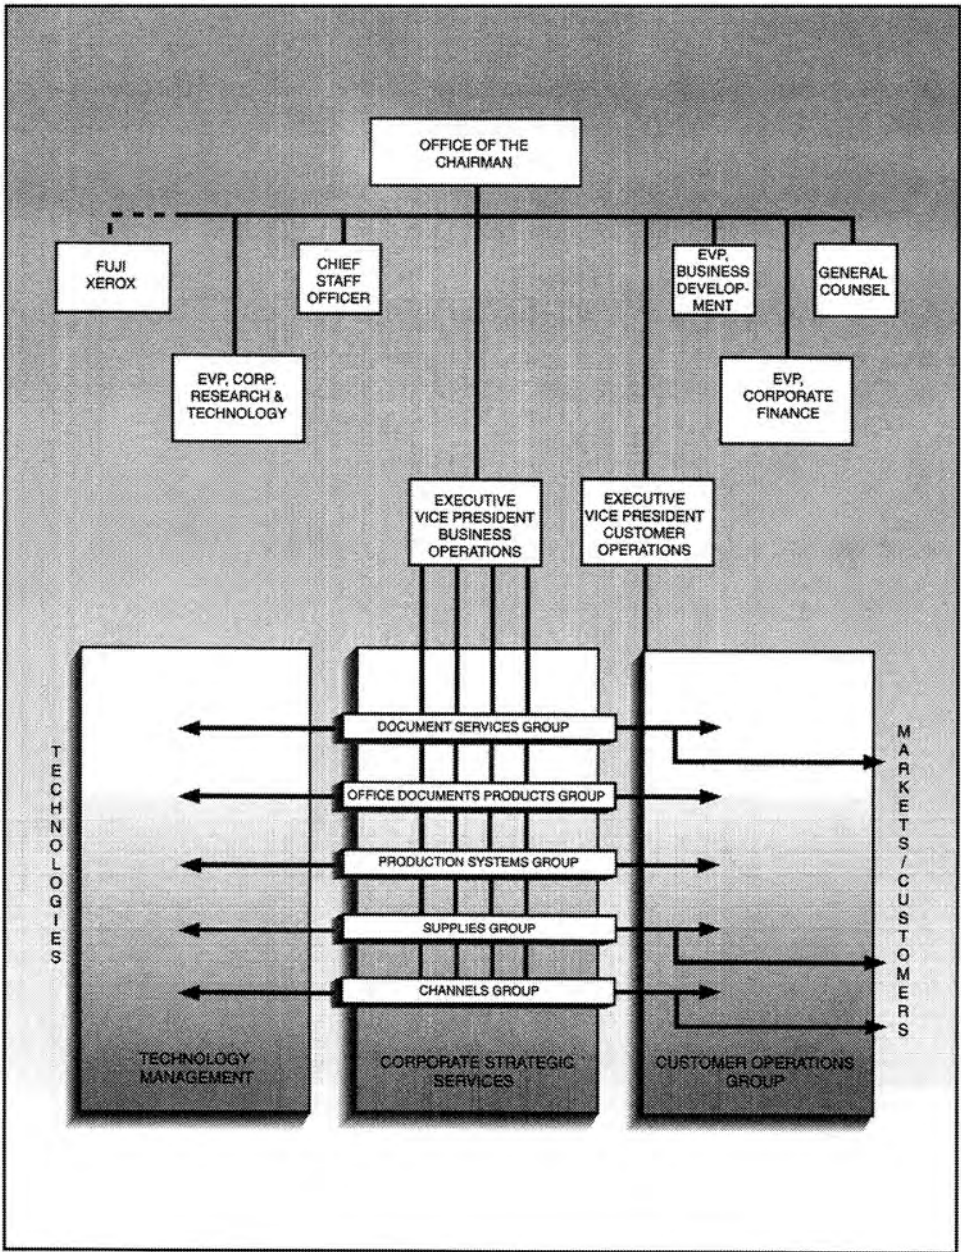 OFFICE OF THE
CHAIRMAN
FUJI
XEROX
CHIEF
STAFF
OFFICER
EVP,
BUSINESS
DEVELOP-
MENT
GENERAL
COUNSEL
EVP, CORP.
RESEARCH &
TECHNOLOGY
EVP,
CORPORATE
FINANCE
EXECUTIVE
VICE PRESIDENT
BUSINESS
OPERATIONS
EXECUTIVE
VICE PRESIDENT
CUSTOMER
OPERATIONS
TECHNOLOGIES
DOCUMENT SERVICES GROUP
OFFICE DOCUMENTS PRODUCTS GROUP
PRODUCTION SYSTEMS GROUP
SUPPLIES GROUP
CHANNELS GROUP
MARKETS/CUSTOMERS
TECHNOLOGY
MANAGEMENT
CORPORATE STRATEGIC
SERVICES
CUSTOMER OPERATIONS
GROUP